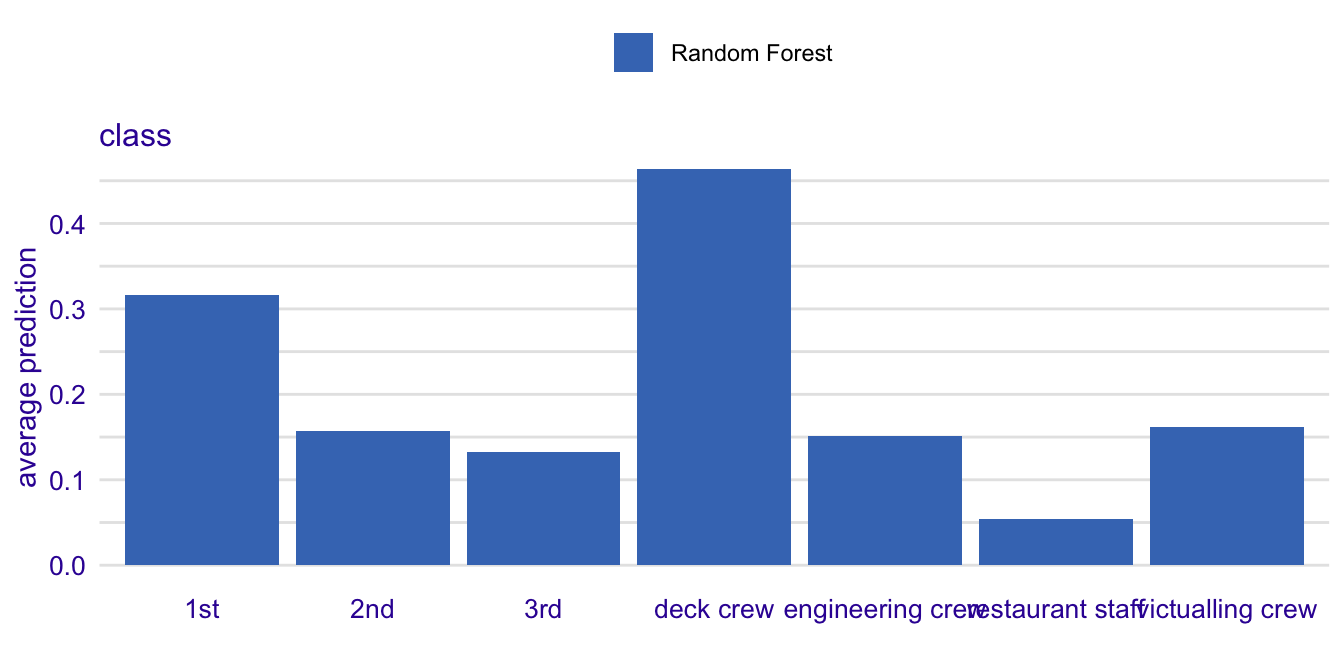 Random Forest
class
average prediction
0.4
0.3
0.2
0.1
0.0
1st 2nd 3rd deck crew engineering crew restaurant staff victualling crew